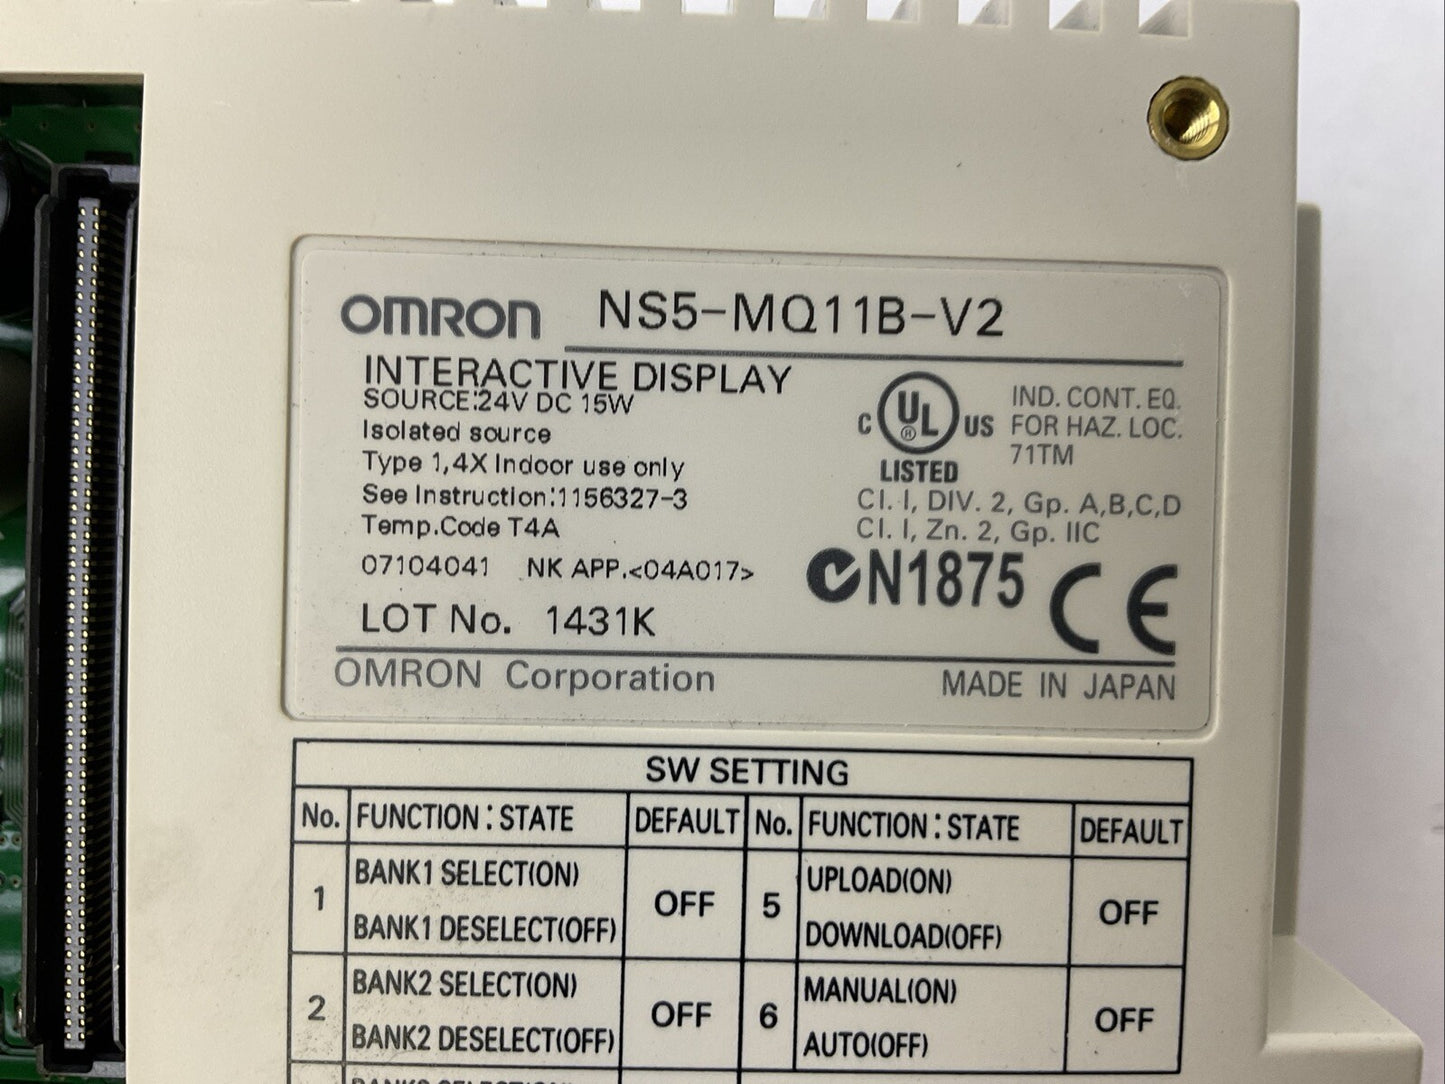 OMRON NS5-MQ11B-V2
INTERACTIVE DISPLAY
SOURCE:24V DC 15W
Isolated source
Type 1,4X Indoor use only
See Instruction:1156327-3
Temp.Code T4A
07104041 NK APP.<04A017>
LOT No. 1431K
C UL ® US
LISTED
IND. CONT. EQ.
FOR HAZ. LOC.
71TM
Cl. I, DIV. 2, Gp. A,B,C,D
Cl. I, Zn. 2, Gp. IIC
N1875 CE
OMRON Corporation MADE IN JAPAN
SW SETTING
No. FUNCTION:STATE DEFAULT No. FUNCTION:STATE DEFAULT
1 BANK1 SELECT(ON) OFF 5 UPLOAD(ON) OFF
BANK1 DESELECT(OFF) DOWNLOAD(OFF)
2 BANK2 SELECT(ON) OFF 6 MANUAL(ON) OFF
BANK2 DESELECT(OFF) AUTO(OFF)